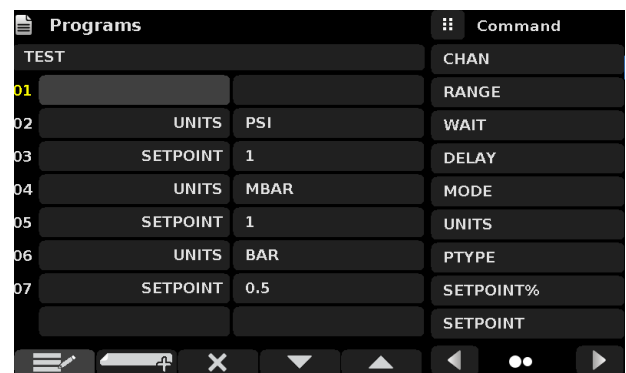 Programs
TEST
01
02 UNITS PSI
03 SETPOINT 1
04 UNITS MBAR
05 SETPOINT 1
06 UNITS BAR
07 SETPOINT 0.5
Command
CHAN
RANGE
WAIT
DELAY
MODE
UNITS
PTYPE
SETPOINT%
SETPOINT